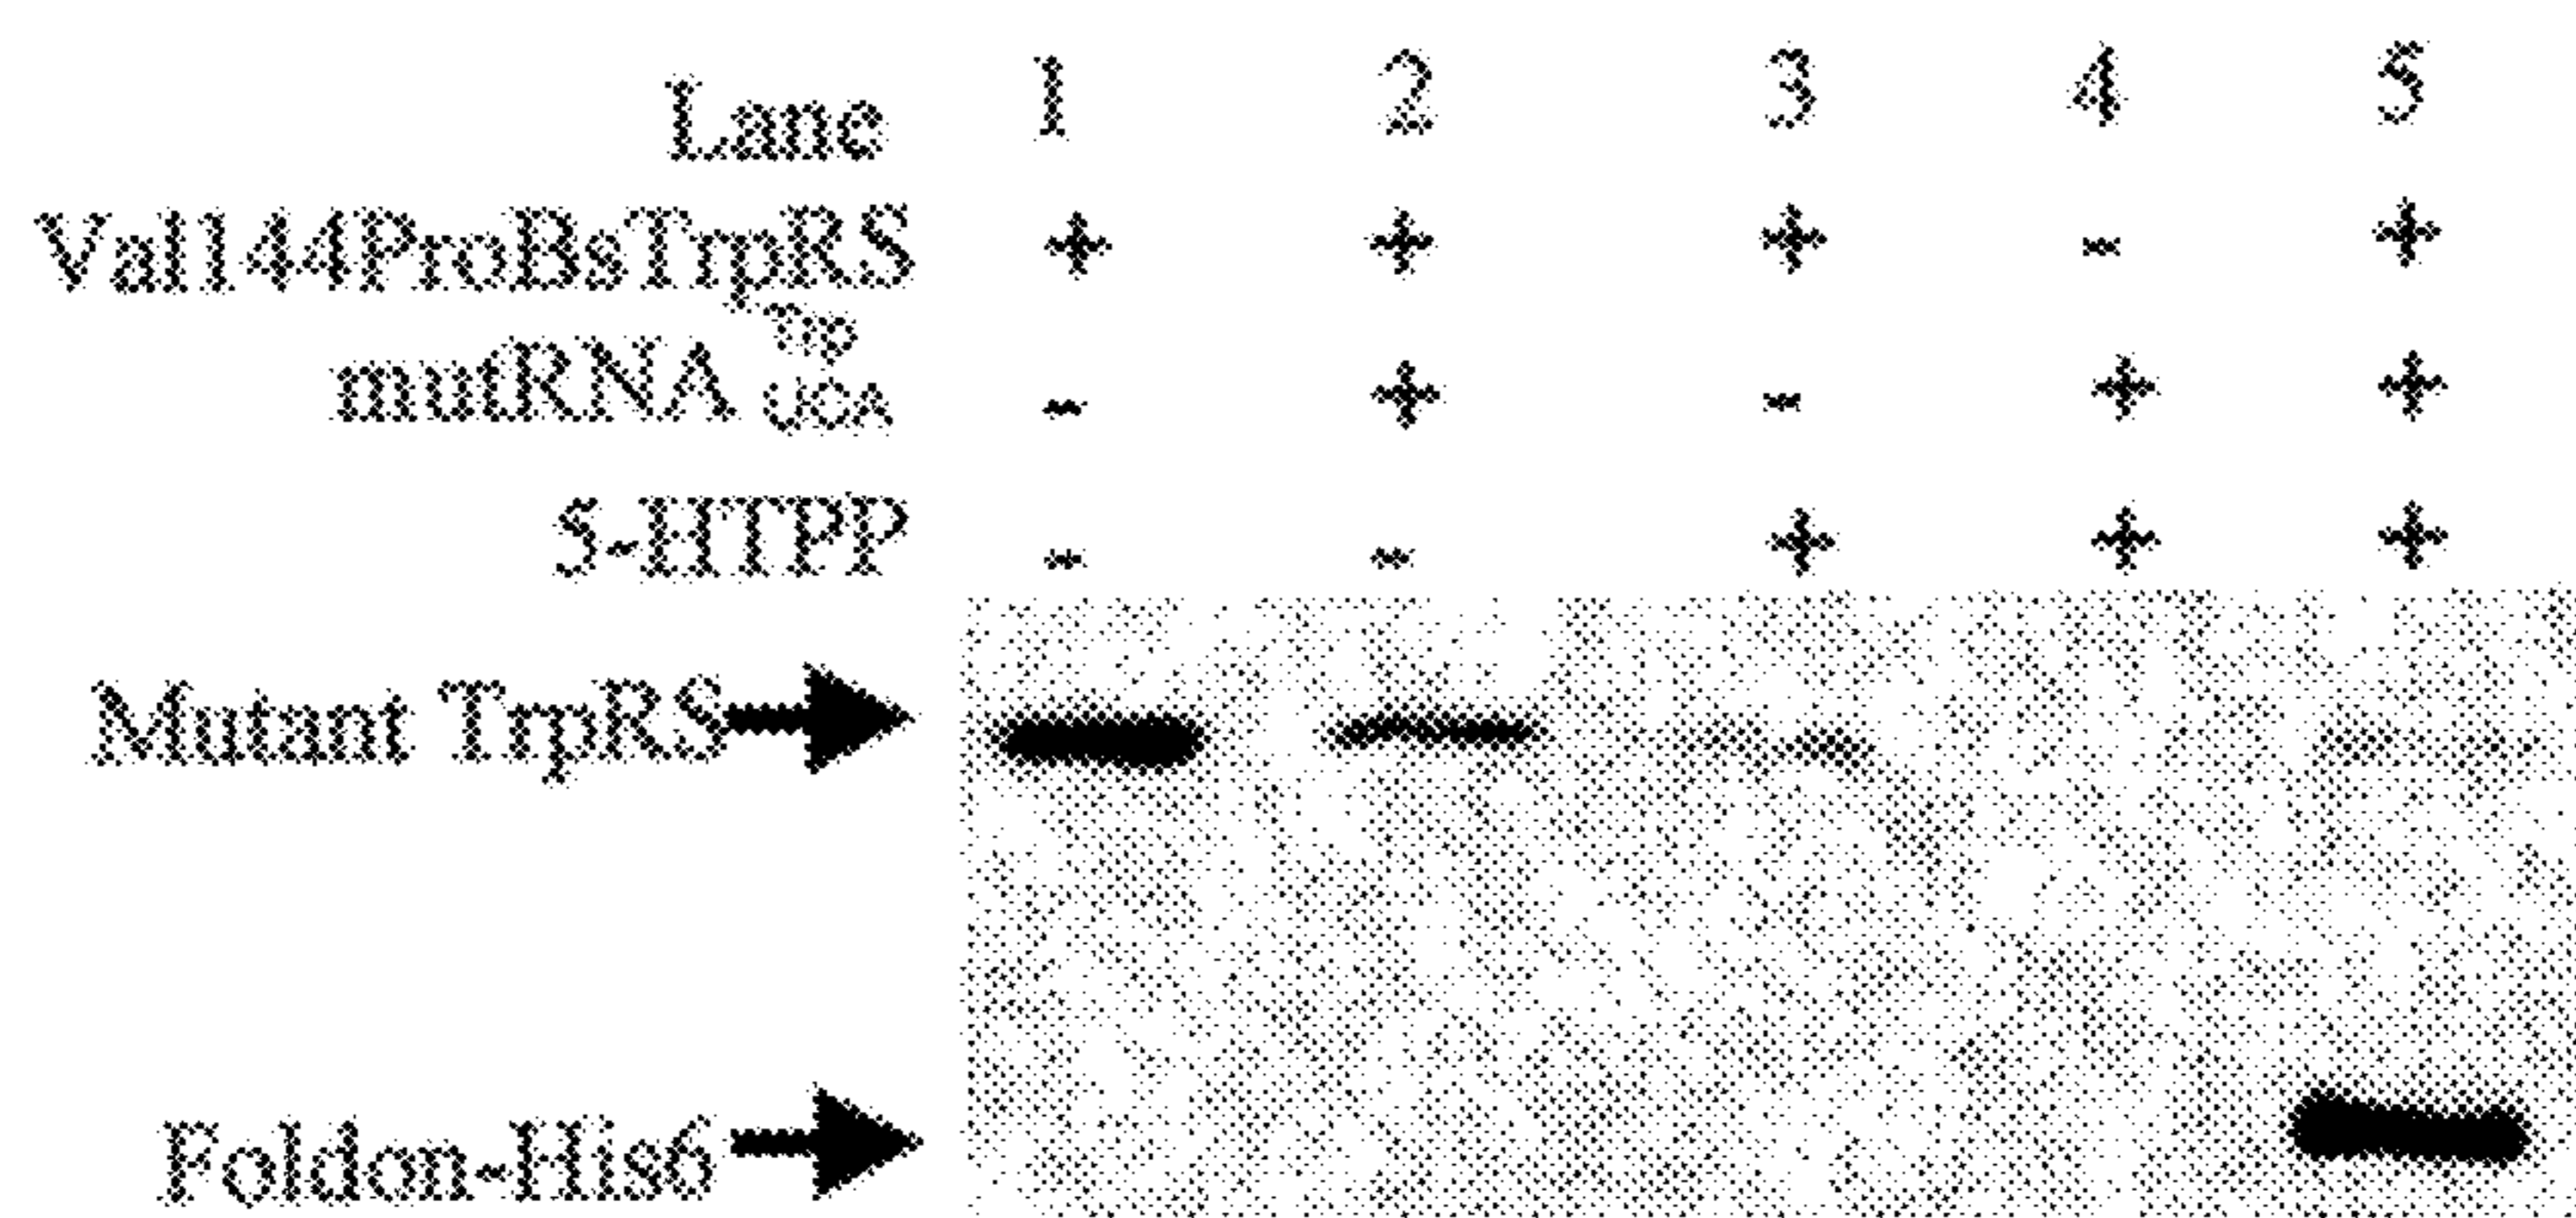 Lane 1 2 3 4 5
Val144ProBsTrpRS + + + - +
mutRNA Trp UCA - + - + +
5-HTPP - - + + +
Mutant TrpRS
Foldon-His6